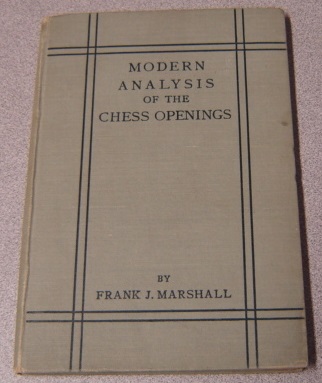 MODERN
ANALYSIS
OF THE
CHESS OPENINGS
BY
FRANK J. MARSHALL